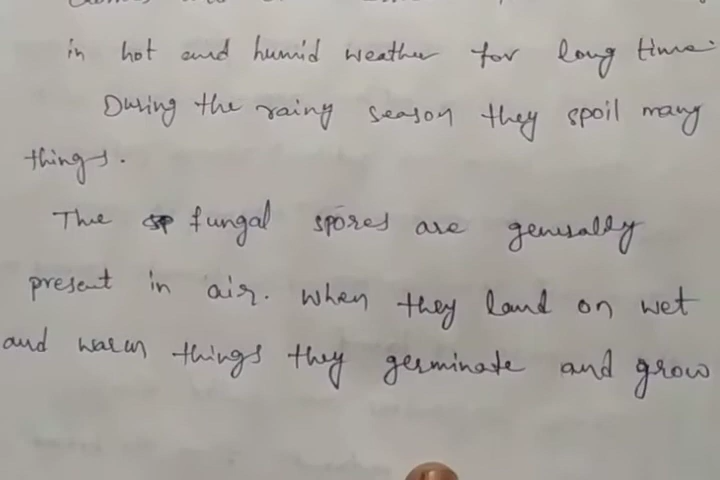 in hot and humid weather for long time.
During the rainy season they spoil many
things.
The fungal spores are generally
present in air. When they land on wet
and warm things they germinate and grow